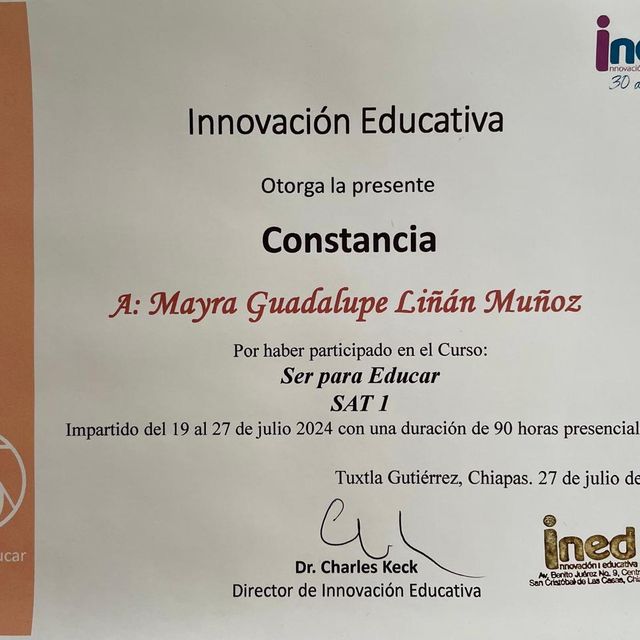 ine
Innovación
30 a
Innovación Educativa
Otorga la presente
Constancia
A: Mayra Guadalupe Liñán Muñoz
Por haber participado en el Curso:
Ser para Educar
SAT 1
Impartido del 19 al 27 de julio 2024 con una duración de 90 horas presencial
Tuxtla Gutiérrez, Chiapas. 27 de julio de
ucar
Dr. Charles Keck
Director de Innovación Educativa
ined
innovación educativa
Av. Benito Juárez No. 9, Centr
San Cristóbal de Las Casas, Chi